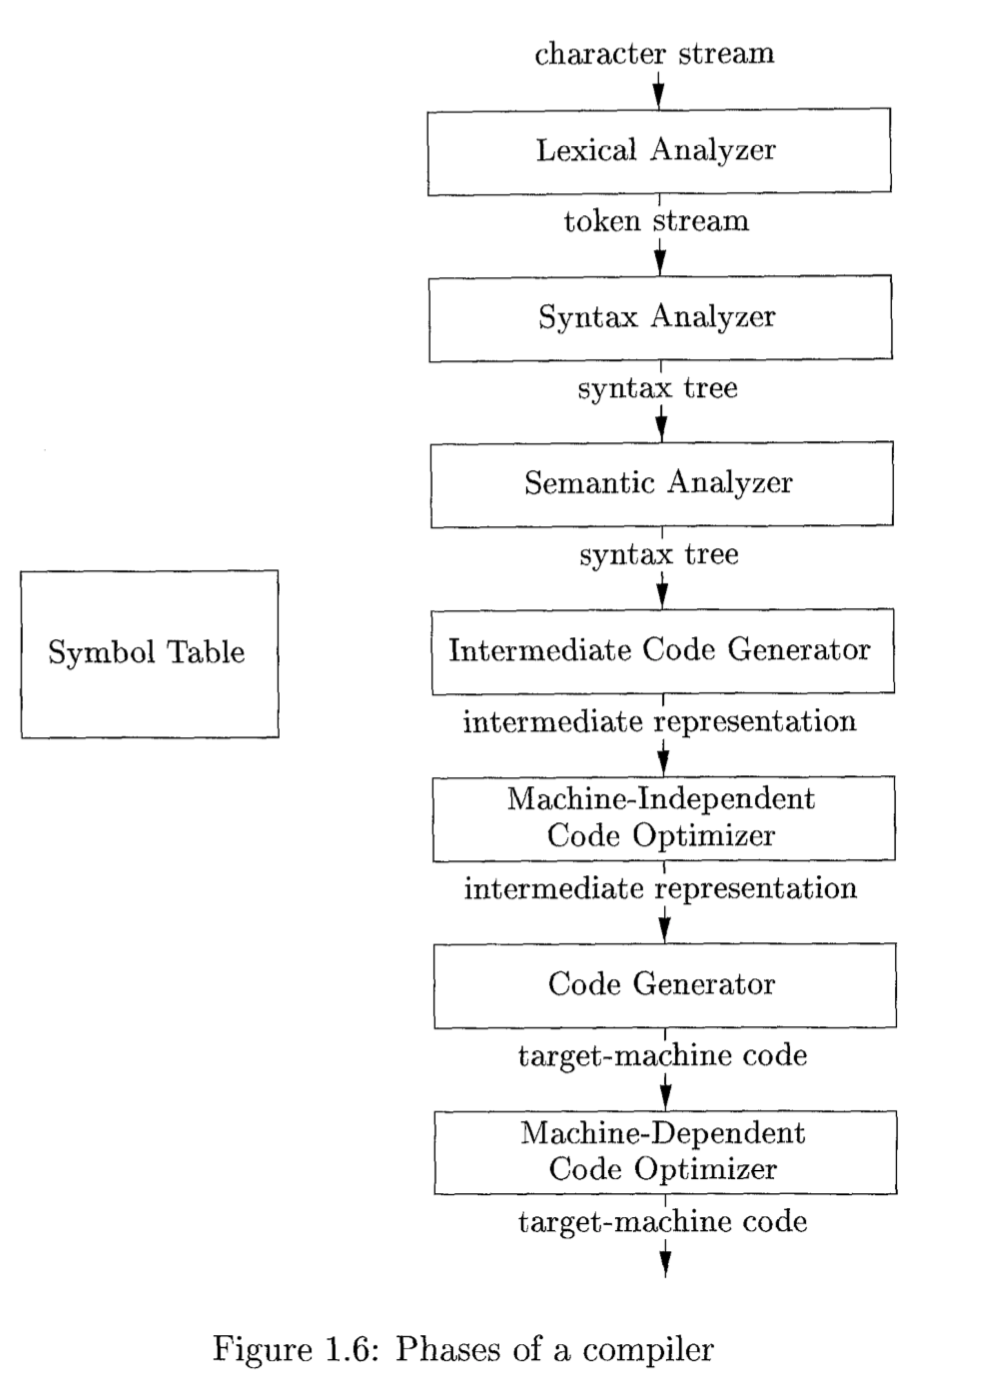 character stream
Lexical Analyzer
token stream
Syntax Analyzer
syntax tree
Semantic Analyzer
syntax tree
Symbol Table
Intermediate Code Generator
intermediate representation
Machine-Independent
Code Optimizer
intermediate representation
Code Generator
target-machine code
Machine-Dependent
Code Optimizer
target-machine code
Figure 1.6: Phases of a compiler